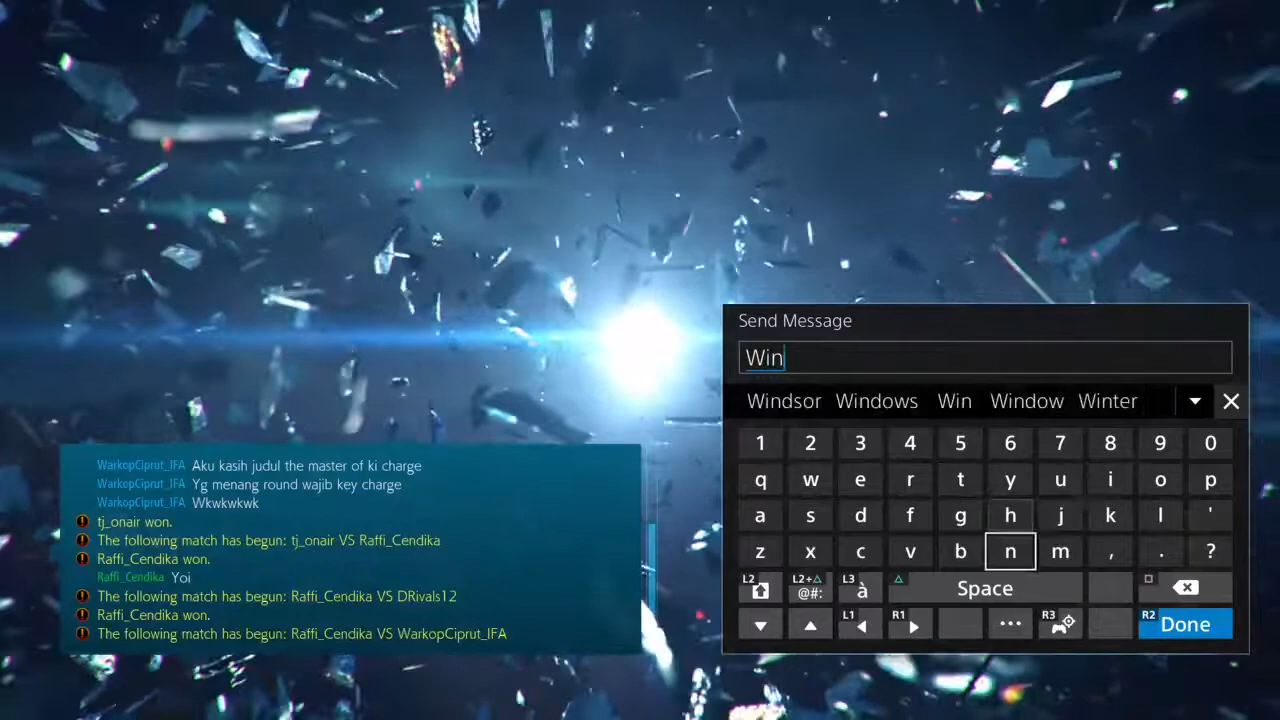 Send Message
Win
Windsor Windows Win Window Winter
1 2 3 4 5 6 7 8 9 0
q w e r t y u i o p
a s d f g h j k l '
z x c v b n m , . ?
L2 L2+△ @#: L3 à △ Space
L1 R1 ... R3 R2 Done
WarkopCiprut_IFA Aku kasih judul the master of ki charge
WarkopCiprut_IFA Yg menang round wajib key charge
WarkopCiprut_IFA Wkwkwkwk
tj_onair won.
The following match has begun: tj_onair VS Raffi_Cendika
Raffi_Cendika won.
Raffi_Cendika Yoi
The following match has begun: Raffi_Cendika VS DRivals12
Raffi_Cendika won.
The following match has begun: Raffi_Cendika VS WarkopCiprut_IFA